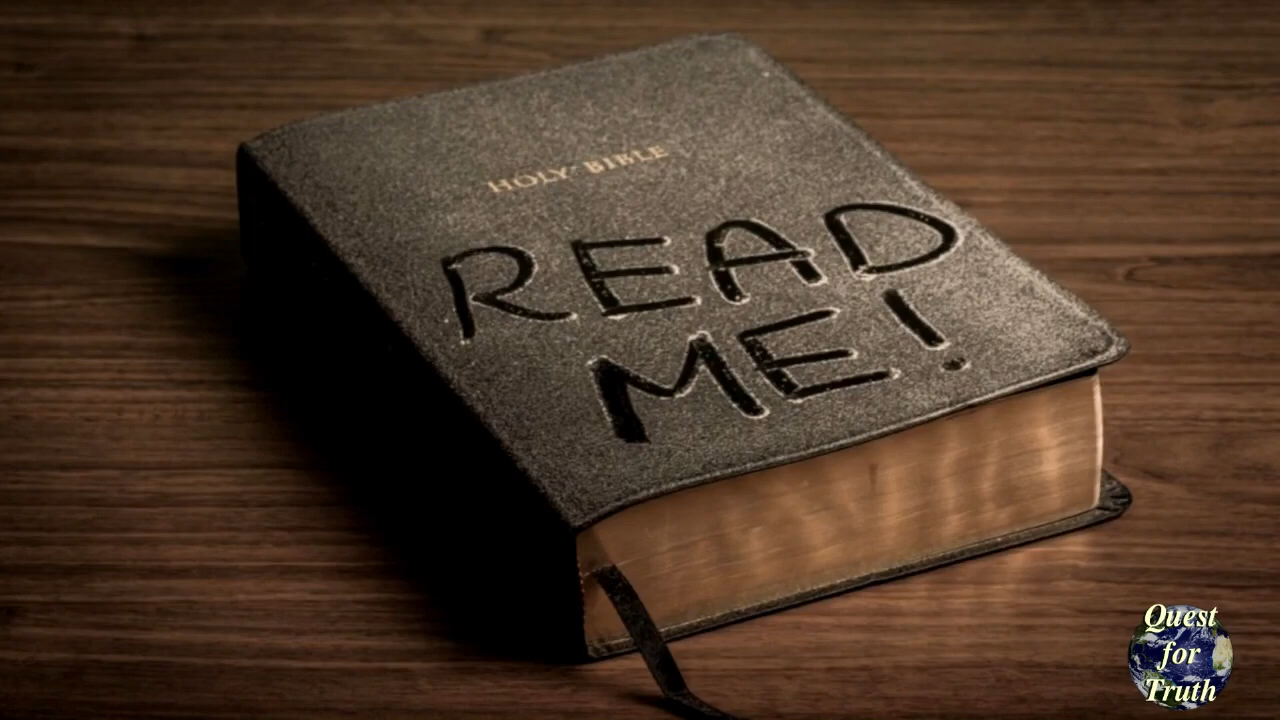 HOLY BIBLE
READ
ME!
Quest
for
Truth